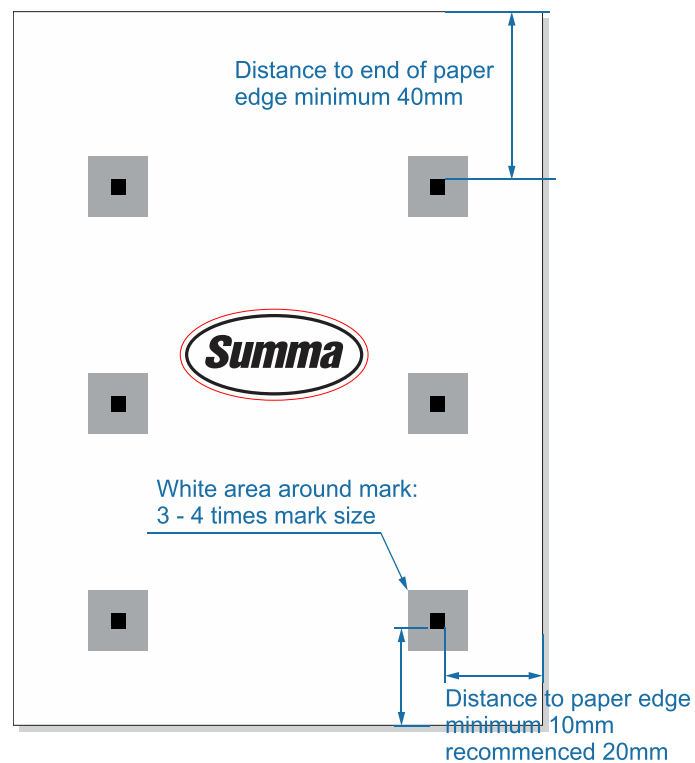 Distance to end of paper
edge minimum 40mm
Summa
White area around mark:
3 - 4 times mark size
Distance to paper edge
minimum 10mm
recommenced 20mm